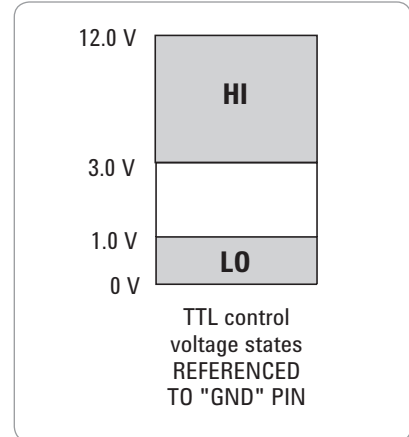 12.0 V
HI
3.0 V
1.0 V
LO
0 V
TTL control
voltage states
REFERENCED
TO "GND" PIN